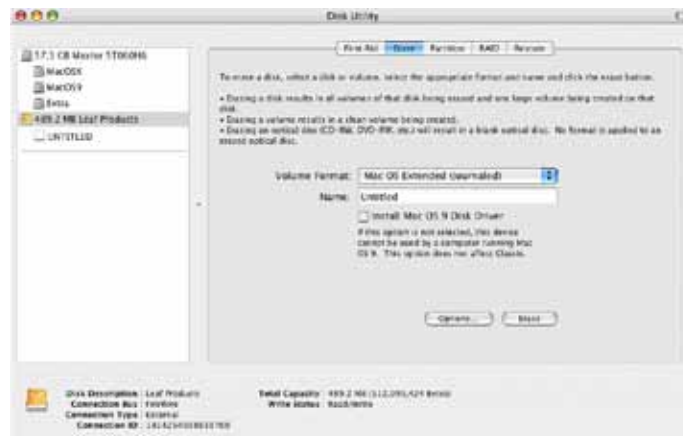 Disk Utility
First Aid Erase Partition RAID Restore
MacOSX
MacOS9
Extra
489.2 MB Leaf Products
UNTITLED
To erase a disk, select a disk or volume, select the appropriate format and name and click the erase button.
• Erasing a disk results in all volumes of that disk being erased and one large volume being created on that
disk.
• Erasing a volume results in a clean volume being created.
• Erasing an optical disc (CD-RW, DVD-RW, etc.) will result in a blank optical disc. No format is applied to an
erased optical disc.
Volume Format: Mac OS Extended (Journaled)
Name: Untitled
Install Mac OS 9 Disk Driver
If this option is not selected, this device
cannot be used by a computer running Mac
OS 9. This option does not affect Classic.
Options... Erase
Disk Description : Leaf Products
Connection Bus : FireWire
Connection Type : External
Connection ID :
Total Capacity : 489.2 MB
Write Status : Read/Write